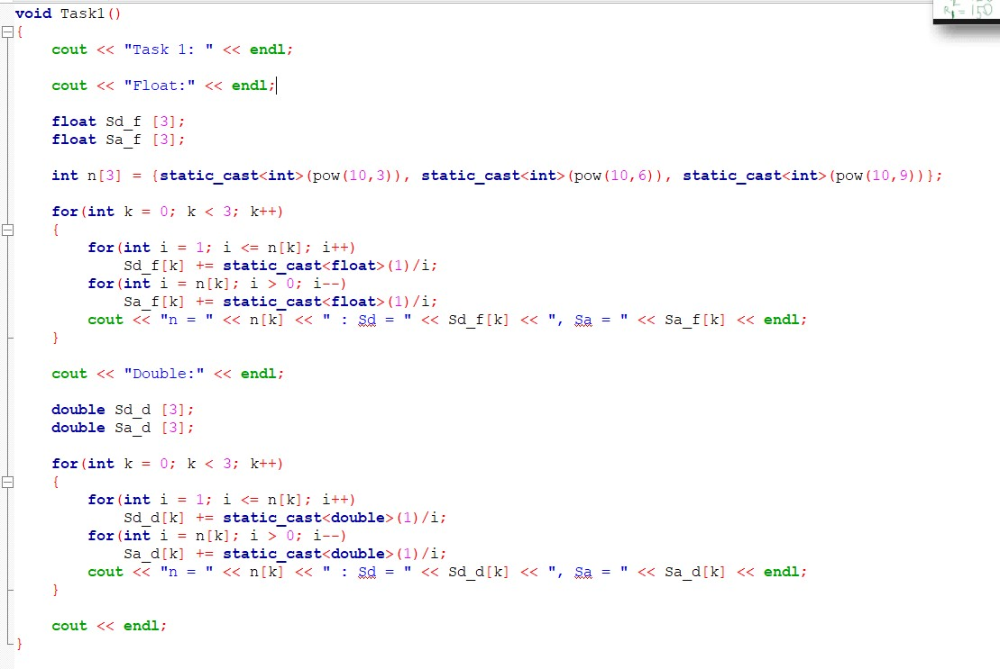 void Task1()
{
    cout << "Task 1: " << endl;
    cout << "Float:" << endl;
    float Sd_f [3];
    float Sa_f [3];
    int n[3] = {static_cast<int>(pow(10,3)), static_cast<int>(pow(10,6)), static_cast<int>(pow(10,9))};
    for(int k = 0; k < 3; k++)
    {
        for(int i = 1; i <= n[k]; i++)
            Sd_f[k] += static_cast<float>(1)/i;
        for(int i = n[k]; i > 0; i--)
            Sa_f[k] += static_cast<float>(1)/i;
        cout << "n = " << n[k] << " : Sd = " << Sd_f[k] << ", Sa = " << Sa_f[k] << endl;
    }
    cout << "Double:" << endl;
    double Sd_d [3];
    double Sa_d [3];
    for(int k = 0; k < 3; k++)
    {
        for(int i = 1; i <= n[k]; i++)
            Sd_d[k] += static_cast<double>(1)/i;
        for(int i = n[k]; i > 0; i--)
            Sa_d[k] += static_cast<double>(1)/i;
        cout << "n = " << n[k] << " : Sd = " << Sd_d[k] << ", Sa = " << Sa_d[k] << endl;
    }
    cout << endl;
}